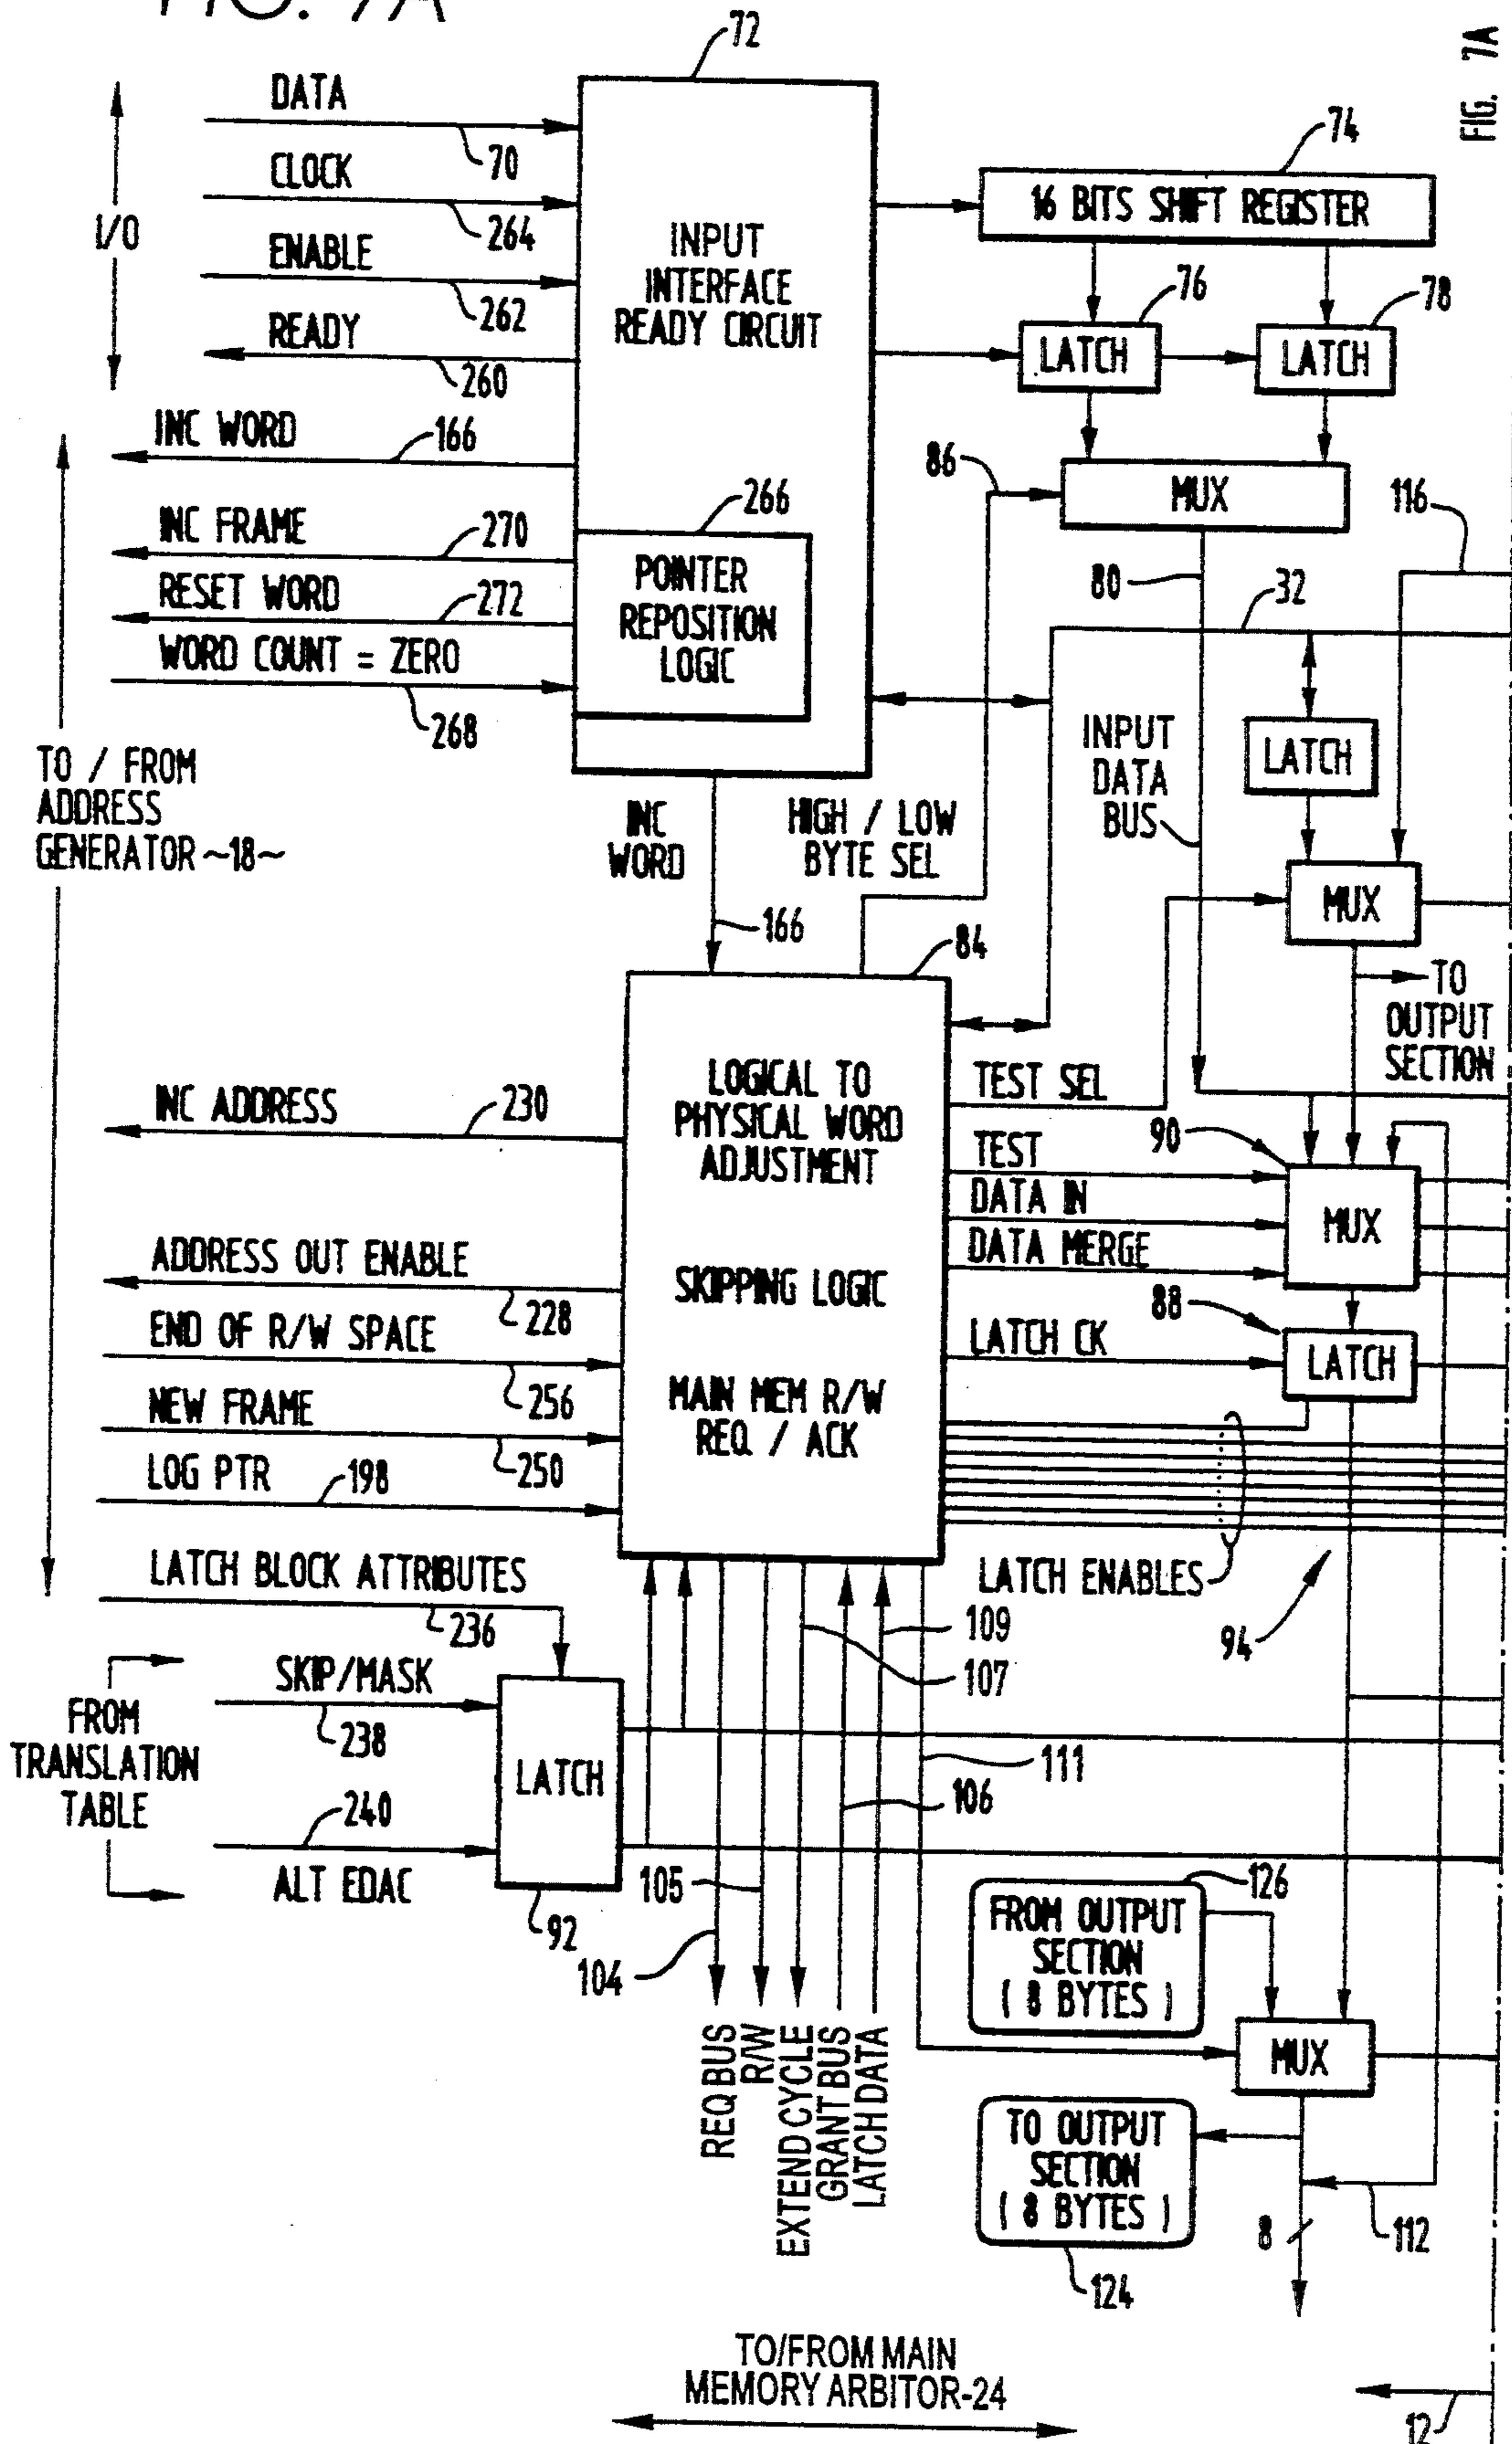 FIG. 7A
FIG. 7A
72
DATA
70
CLOCK
264
I/O
ENABLE
262
READY
260
INPUT
INTERFACE
READY CIRCUIT
74
16 BITS SHIFT REGISTER
76
78
LATCH
LATCH
INC WORD
166
86
MUX
116
INC FRAME
270
266
RESET WORD
272
POINTER
REPOSITION
LOGIC
80
32
WORD COUNT = ZERO
268
INPUT
DATA
BUS
LATCH
TO / FROM
ADDRESS
GENERATOR ~18~
INC
WORD
HIGH / LOW
BYTE SEL
MUX
166
84
TO
OUTPUT
SECTION
INC ADDRESS
230
LOGICAL TO
PHYSICAL WORD
ADJUSTMENT
TEST SEL
90
TEST
DATA IN
DATA MERGE
MUX
ADDRESS OUT ENABLE
228
SKIPPING LOGIC
88
END OF R/W SPACE
256
LATCH CK
LATCH
NEW FRAME
250
MAIN MEM R/W
REQ. / ACK
LOG PTR
198
LATCH BLOCK ATTRIBUTES
236
LATCH ENABLES
94
109
107
SKIP/MASK
238
FROM
TRANSLATION
TABLE
LATCH
111
106
240
ALT EDAC
92
105
104
126
FROM OUTPUT
SECTION
( 8 BYTES )
REQ BUS
R/W
EXTEND CYCLE
GRANT BUS
LATCH DATA
MUX
TO OUTPUT
SECTION
( 8 BYTES )
8
112
124
TO/FROM MAIN
MEMORY ARBITOR-24
12